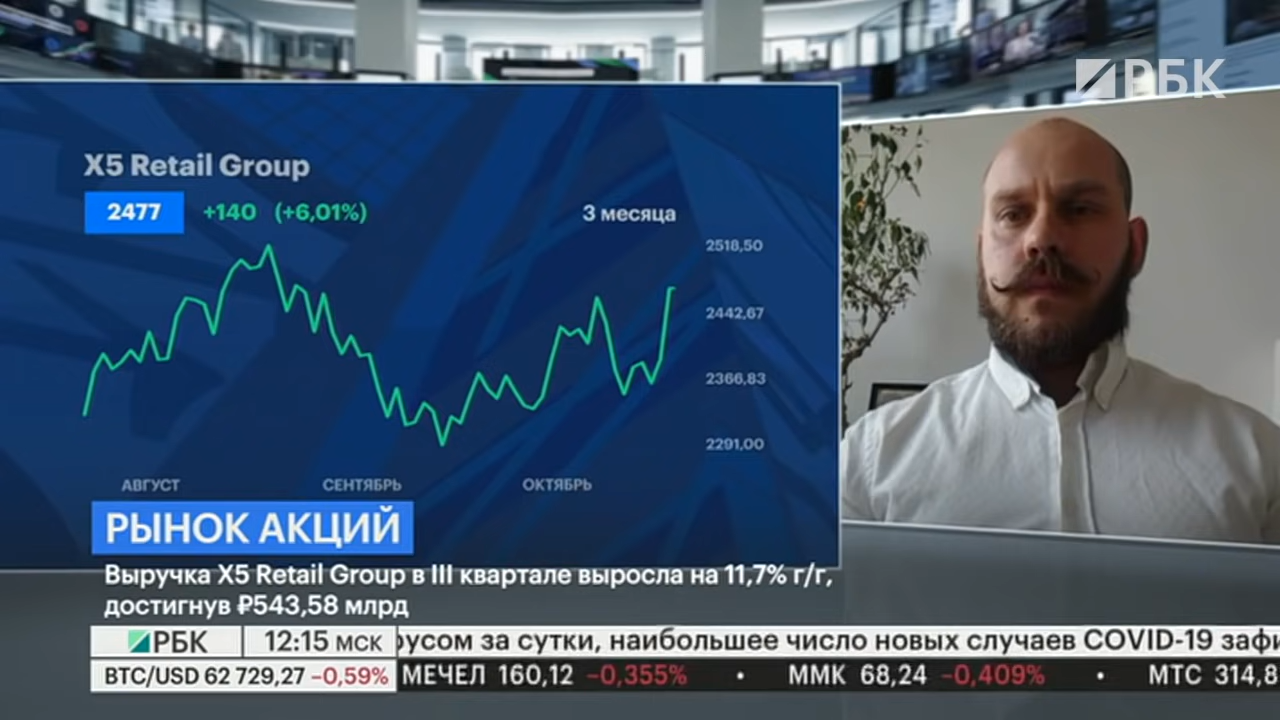 РБК
X5 Retail Group
2477 +140 (+6,01%) 3 месяца
2518,50
2442,67
2366,83
2291,00
АВГУСТ СЕНТЯБРЬ ОКТЯБРЬ
РЫНОК АКЦИЙ
Выручка X5 Retail Group в III квартале выросла на 11,7% г/г,
достигнув ₽543,58 млрд
РБК 12:15 МСК русом за сутки, наибольшее число новых случаев COVID-19 зафи
BTC/USD 62 729,27 -0,59% МЕЧЕЛ 160,12 -0,355% • ММК 68,24 -0,409% • МТС 314,8